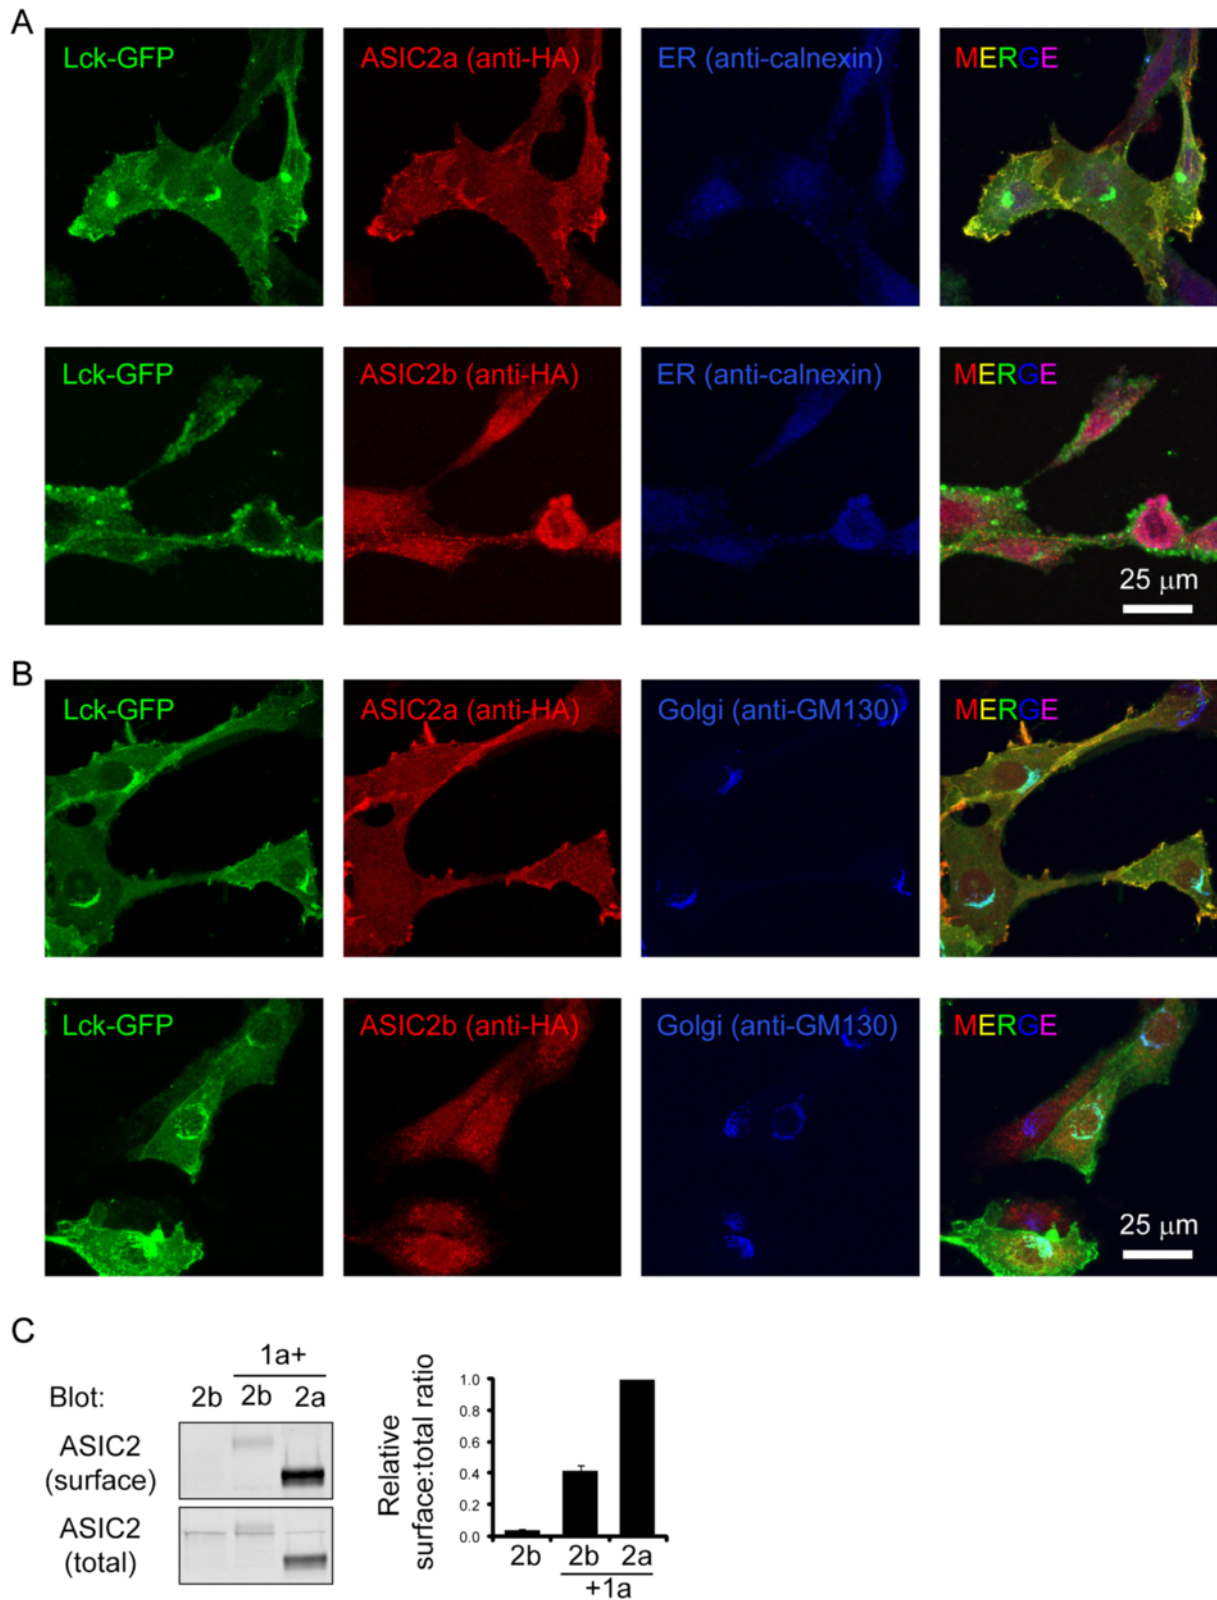 A
Lck-GFP
ASIC2a (anti-HA)
ER (anti-calnexin)
MERGE
Lck-GFP
ASIC2b (anti-HA)
ER (anti-calnexin)
MERGE
25 μm
B
Lck-GFP
ASIC2a (anti-HA)
Golgi (anti-GM130)
MERGE
Lck-GFP
ASIC2b (anti-HA)
Golgi (anti-GM130)
MERGE
25 μm
C
1a+
Blot: 2b 2b 2a
ASIC2
(surface)
ASIC2
(total)
Relative
surface:total ratio
1.0
0.8
0.6
0.4
0.2
0.0
2b 2b 2a
+1a